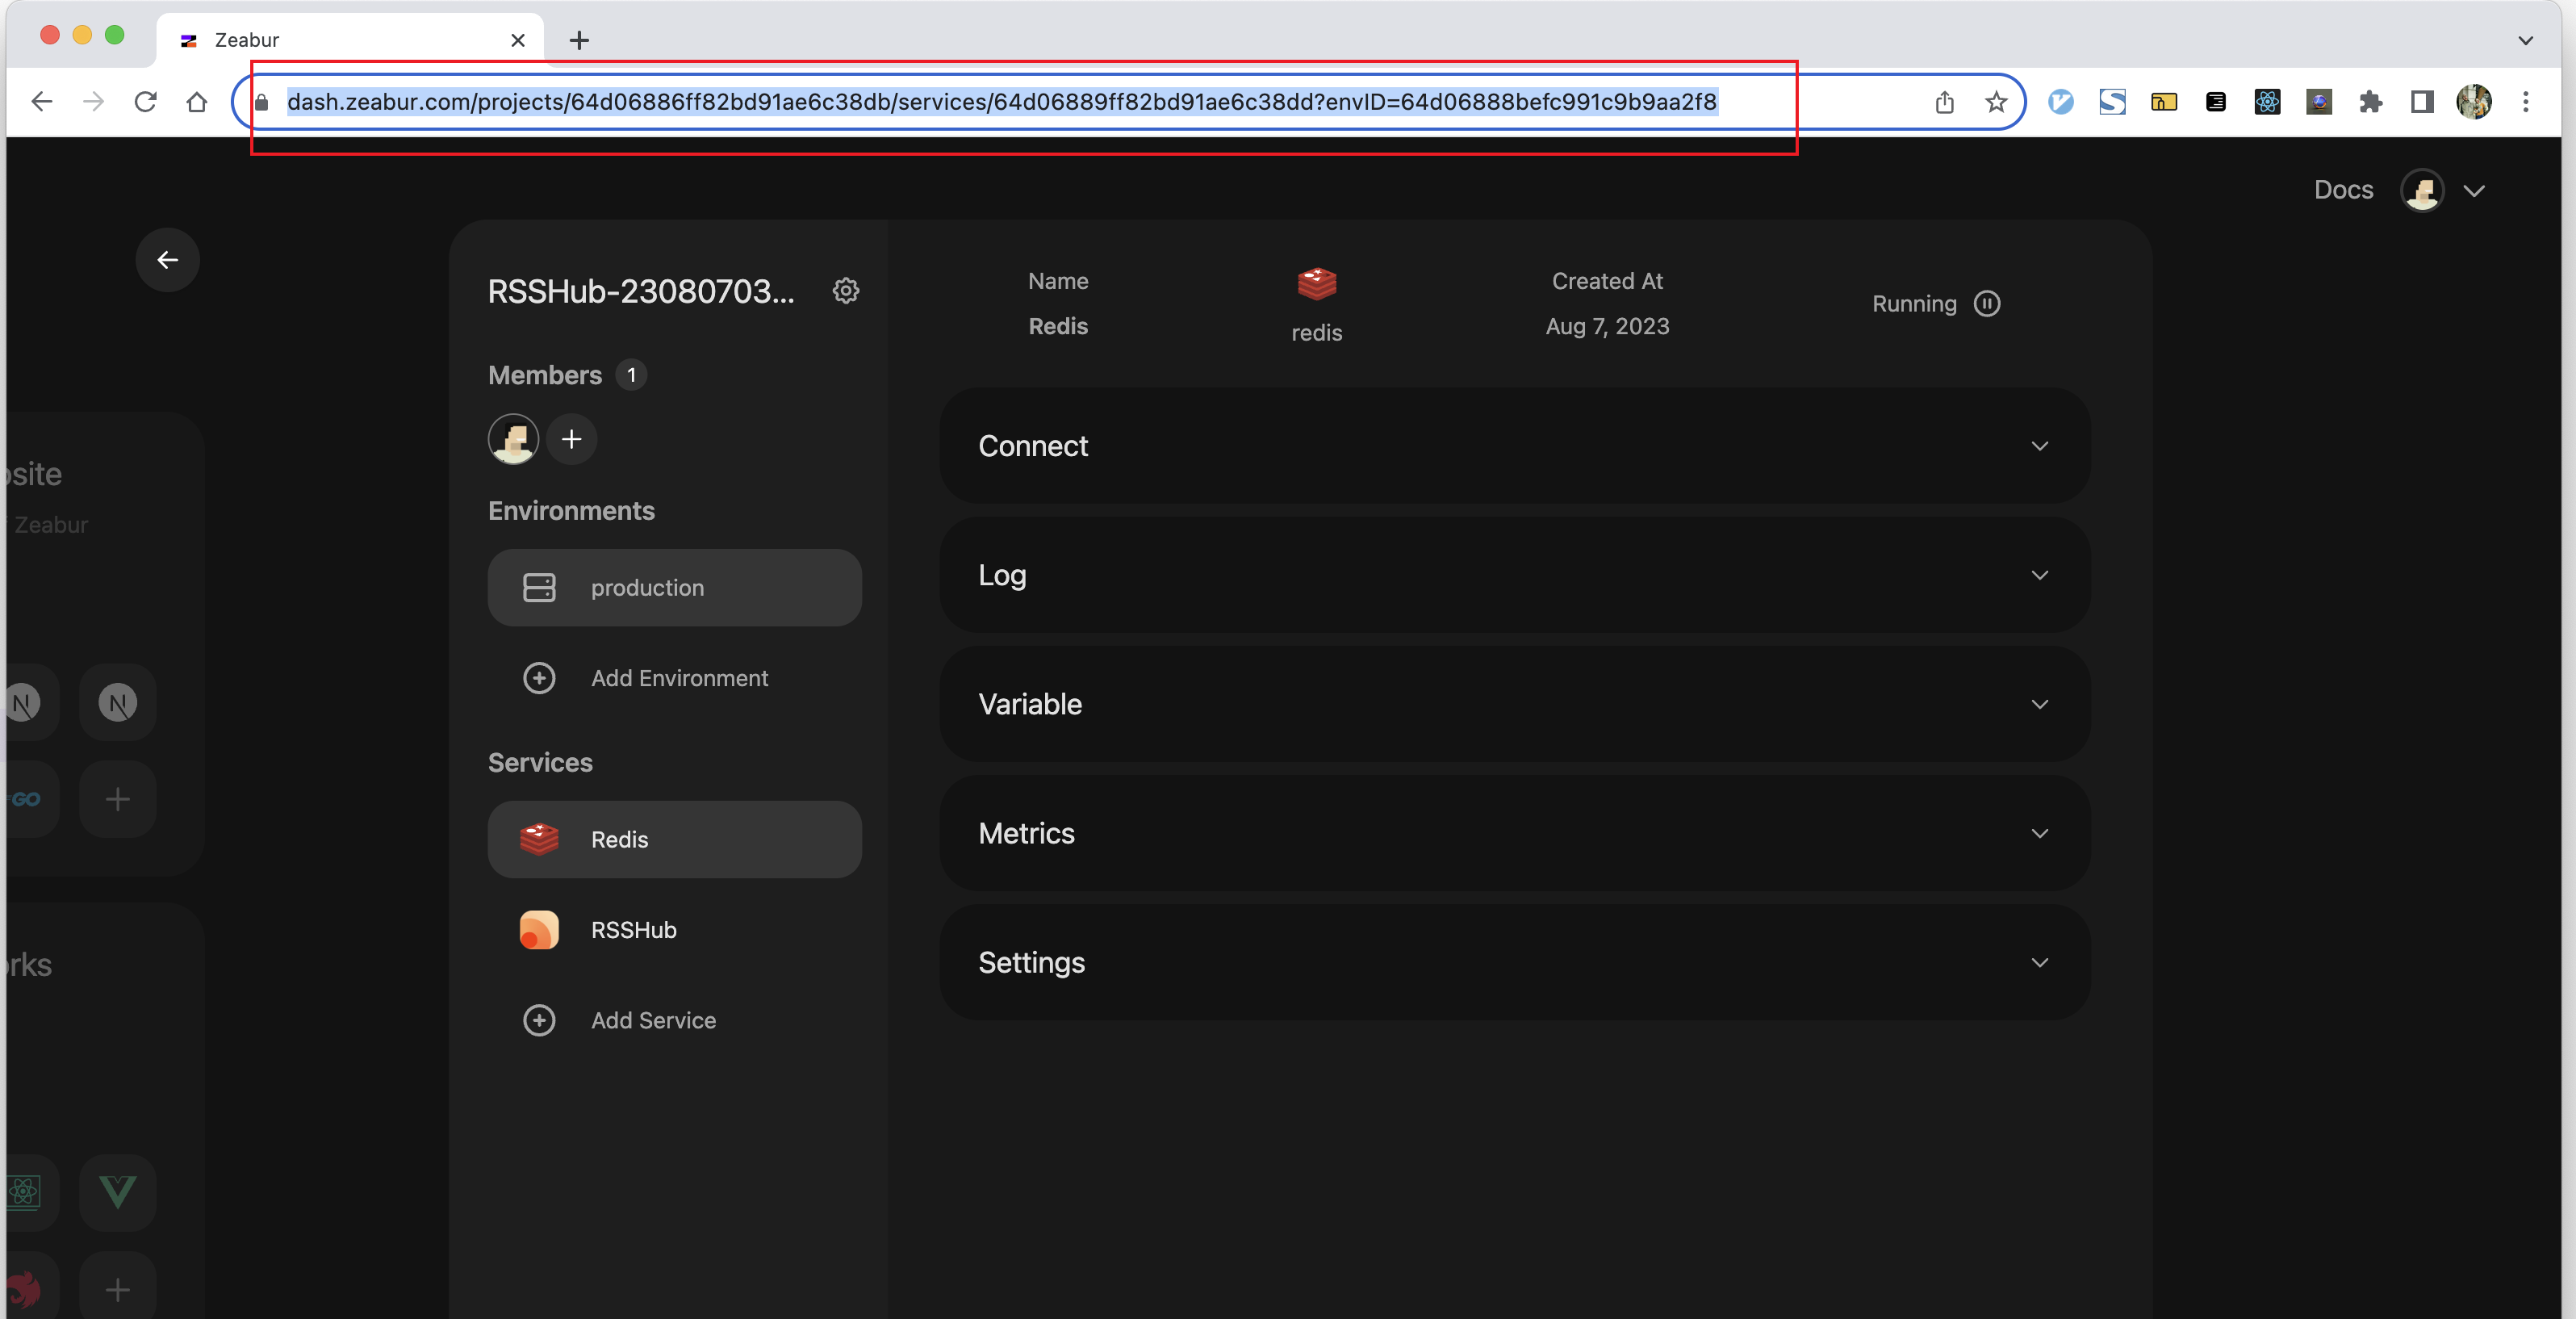 Zeabur
dash.zeabur.com/projects/64d06886ff82bd91ae6c38db/services/64d06889ff82bd91ae6c38dd?envID=64d06888befc991c9b9aa2f8
Docs
RSSHub-23080703...
Members 1
Environments
production
Add Environment
Services
Redis
RSSHub
Add Service
Name
Redis
redis
Created At
Aug 7, 2023
Running
Connect
Log
Variable
Metrics
Settings
Zeabur
GO